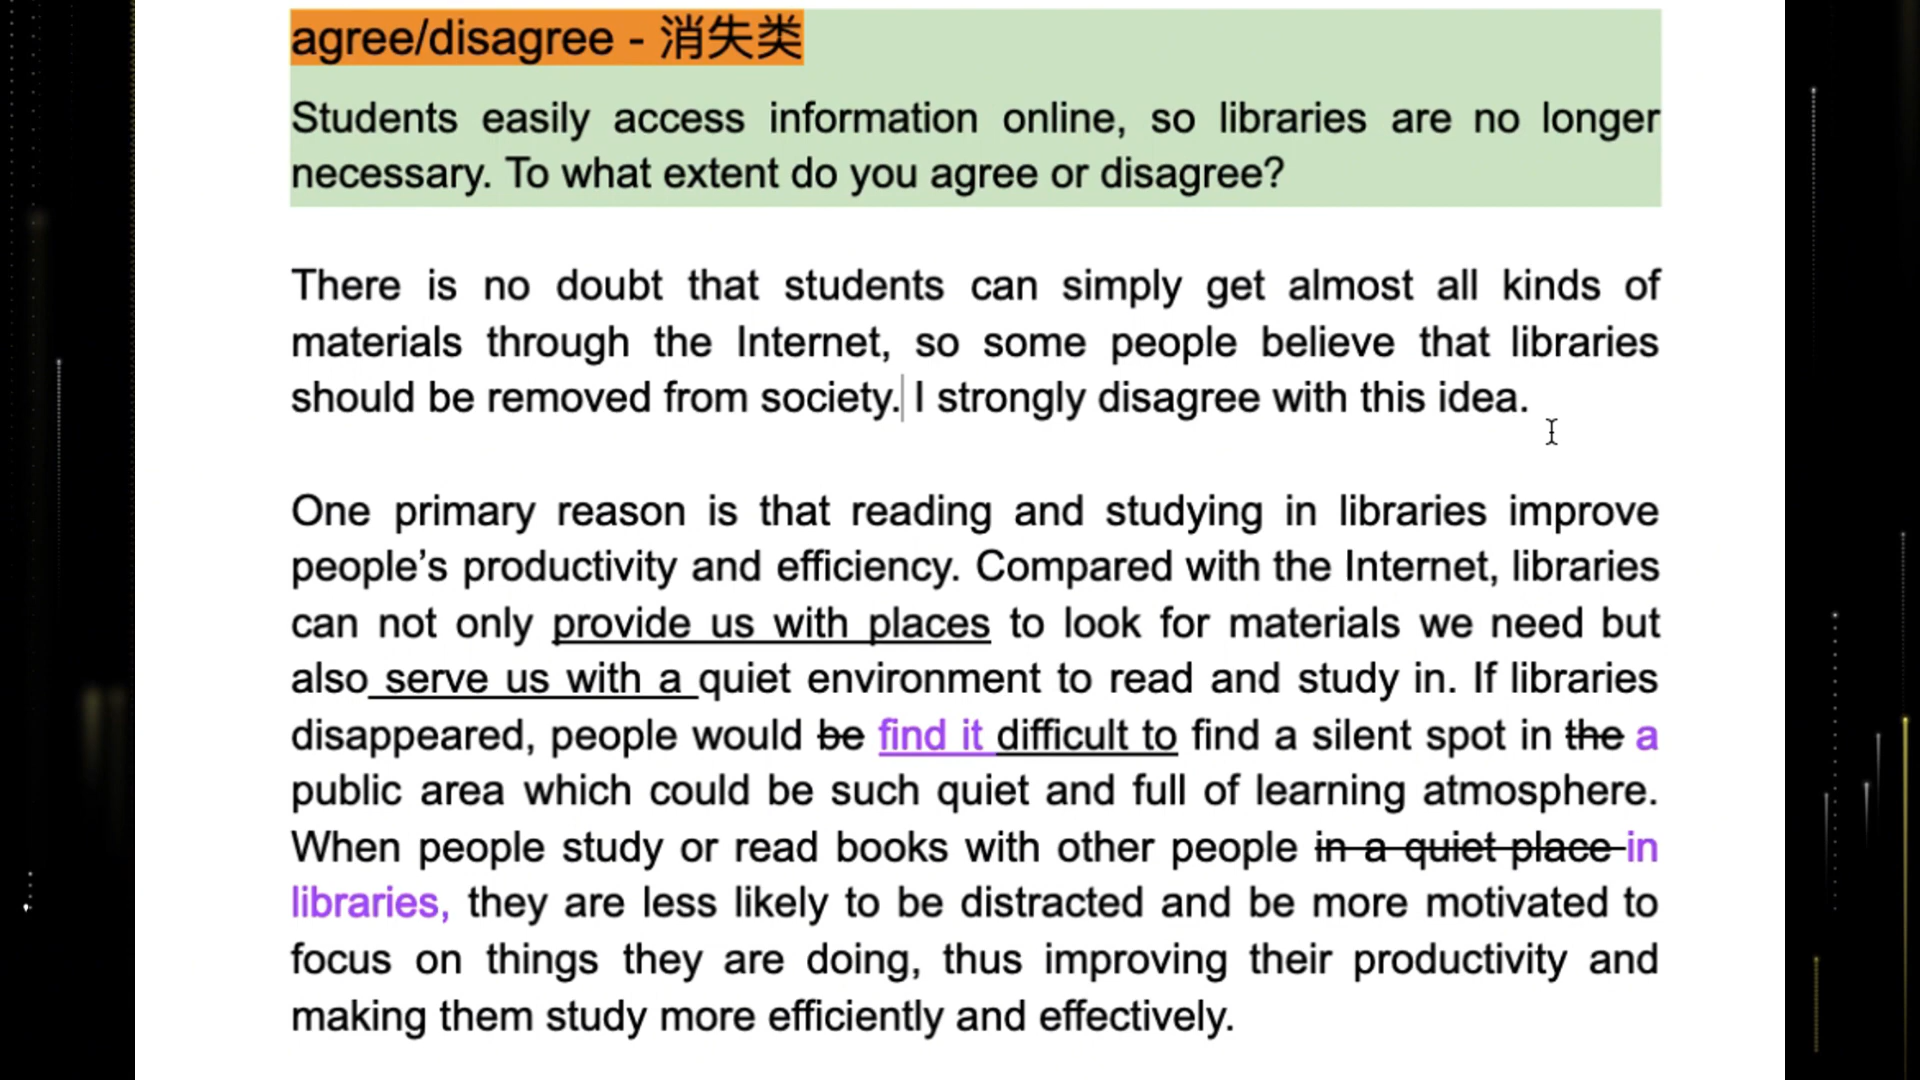 agree/disagree - 消失类
Students easily access information online, so libraries are no longer
necessary. To what extent do you agree or disagree?
There is no doubt that students can simply get almost all kinds of
materials through the Internet, so some people believe that libraries
should be removed from society. I strongly disagree with this idea.
One primary reason is that reading and studying in libraries improve
people’s productivity and efficiency. Compared with the Internet, libraries
can not only provide us with places to look for materials we need but
also serve us with a quiet environment to read and study in. If libraries
disappeared, people would be find it difficult to find a silent spot in the a
public area which could be such quiet and full of learning atmosphere.
When people study or read books with other people in a quiet place in
libraries, they are less likely to be distracted and be more motivated to
focus on things they are doing, thus improving their productivity and
making them study more efficiently and effectively.